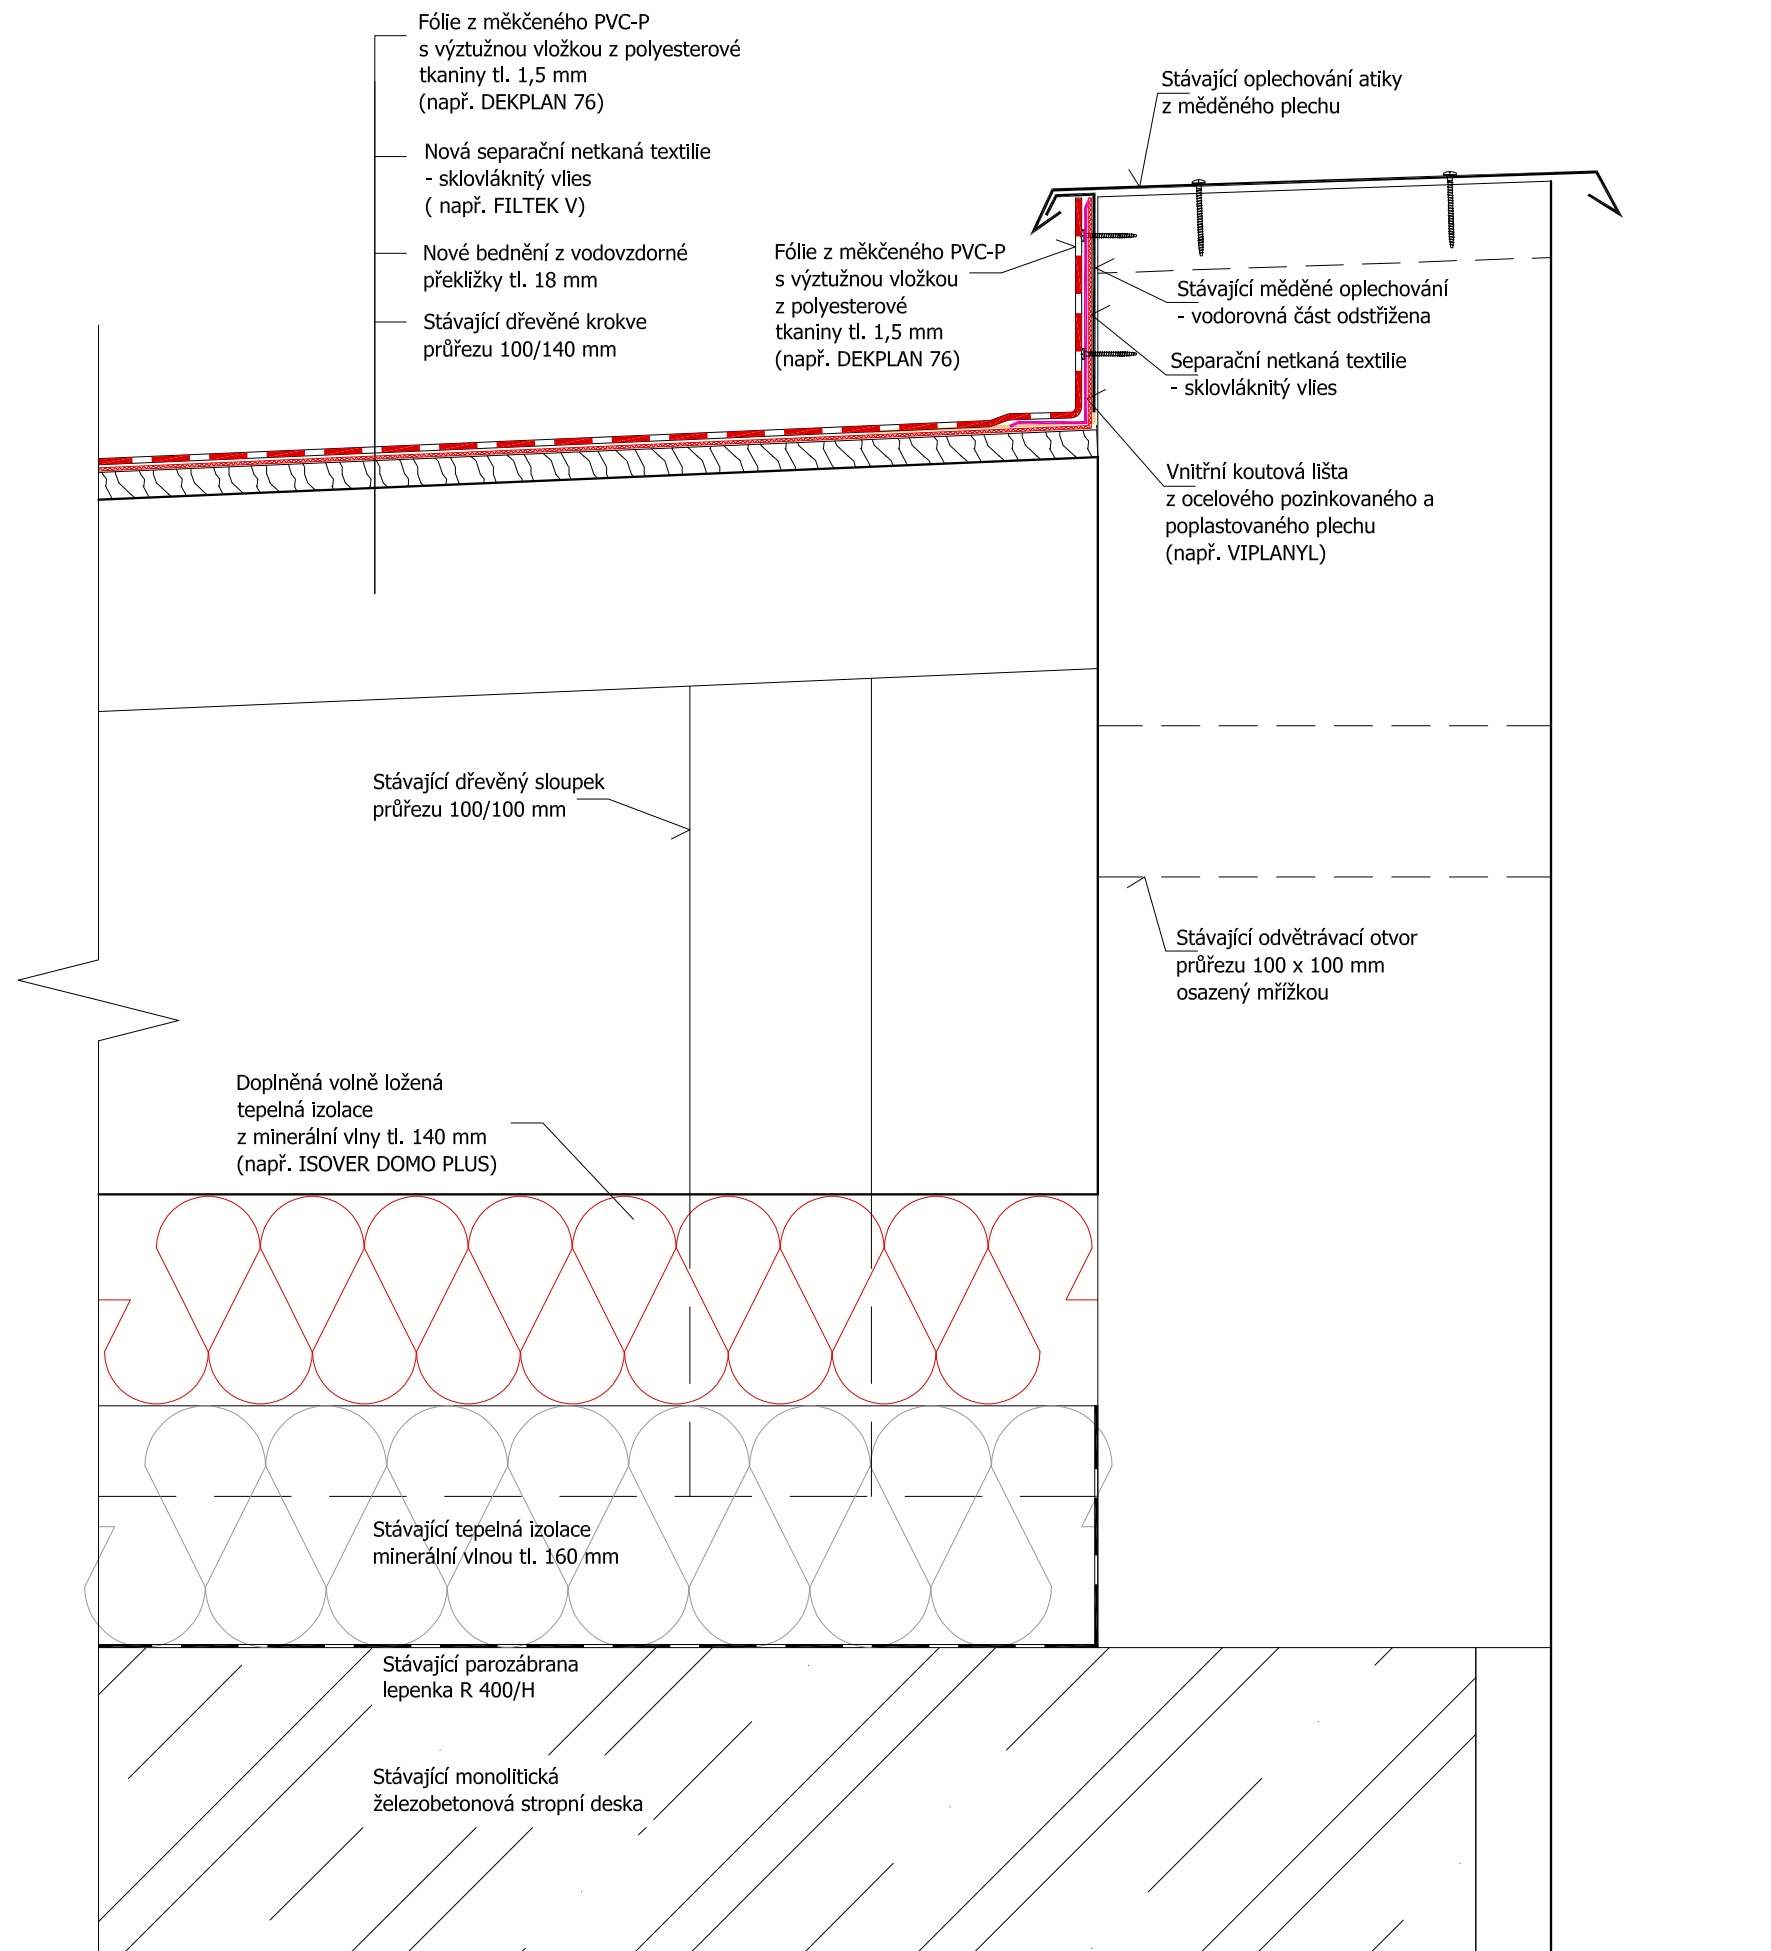 Fólie z měkčeného PVC-P
s výztužnou vložkou z polyesterové
tkaniny tl. 1,5 mm
(např. DEKPLAN 76)
Nová separační netkaná textilie
- sklovláknitý vlies
( např. FILTEK V)
Nové bednění z vodovzdorné
překližky tl. 18 mm
Stávající dřevěné krokve
průřezu 100/140 mm
Stávající oplechování atiky
z měděného plechu
Fólie z měkčeného PVC-P
s výztužnou vložkou
z polyesterové
tkaniny tl. 1,5 mm
(např. DEKPLAN 76)
Stávající měděné oplechování
- vodorovná část odstřižena
Separační netkaná textilie
- sklovláknitý vlies
Vnitřní koutová lišta
z ocelového pozinkovaného a
poplastovaného plechu
(např. VIPLANYL)
Stávající dřevěný sloupek
průřezu 100/100 mm
Stávající odvětrávací otvor
průřezu 100 x 100 mm
osazený mřížkou
Doplněná volně ložená
tepelná izolace
z minerální vlny tl. 140 mm
(např. ISOVER DOMO PLUS)
Stávající tepelná izolace
minerální vlnou tl. 160 mm
Stávající parozábrana
lepenka R 400/H
Stávající monolitická
železobetonová stropní deska